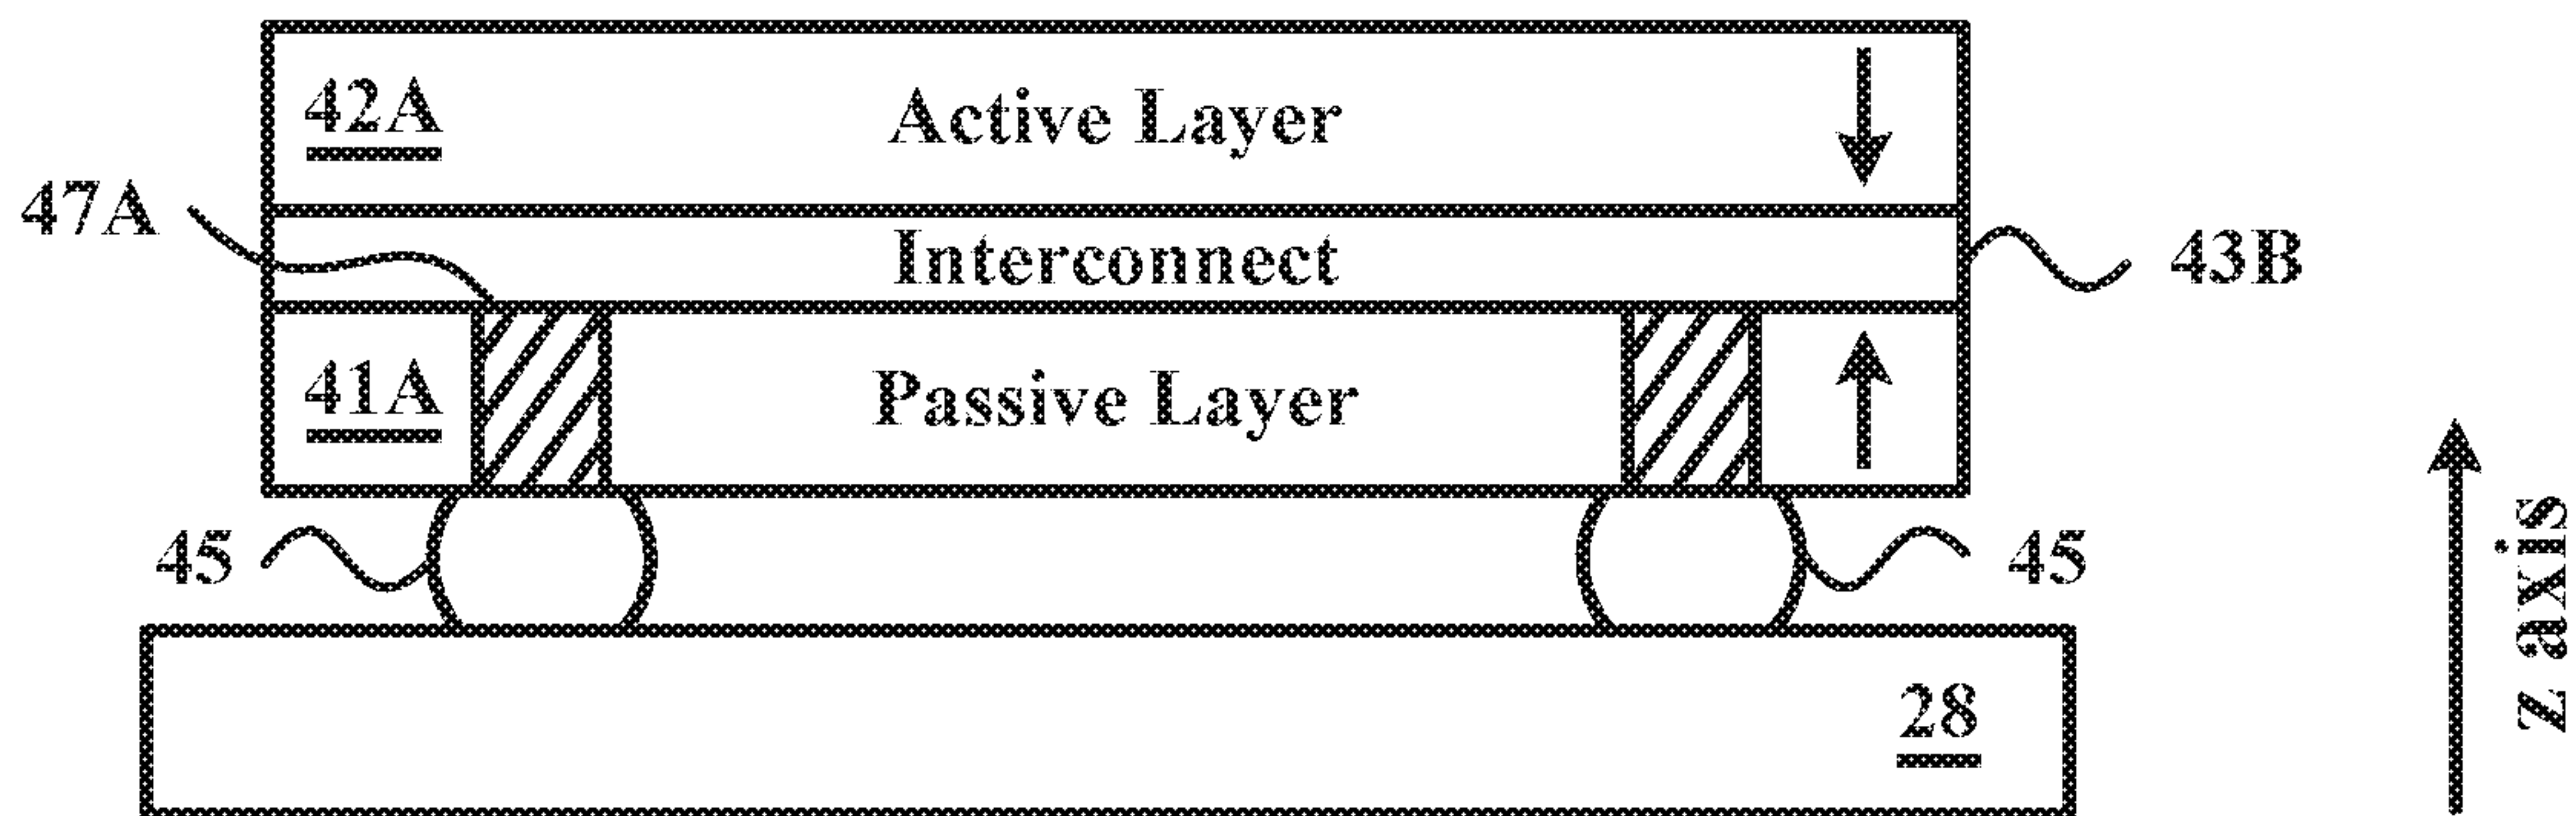 42A Active Layer
47A
Interconnect
43B
41A Passive Layer
45
45
28
z axis